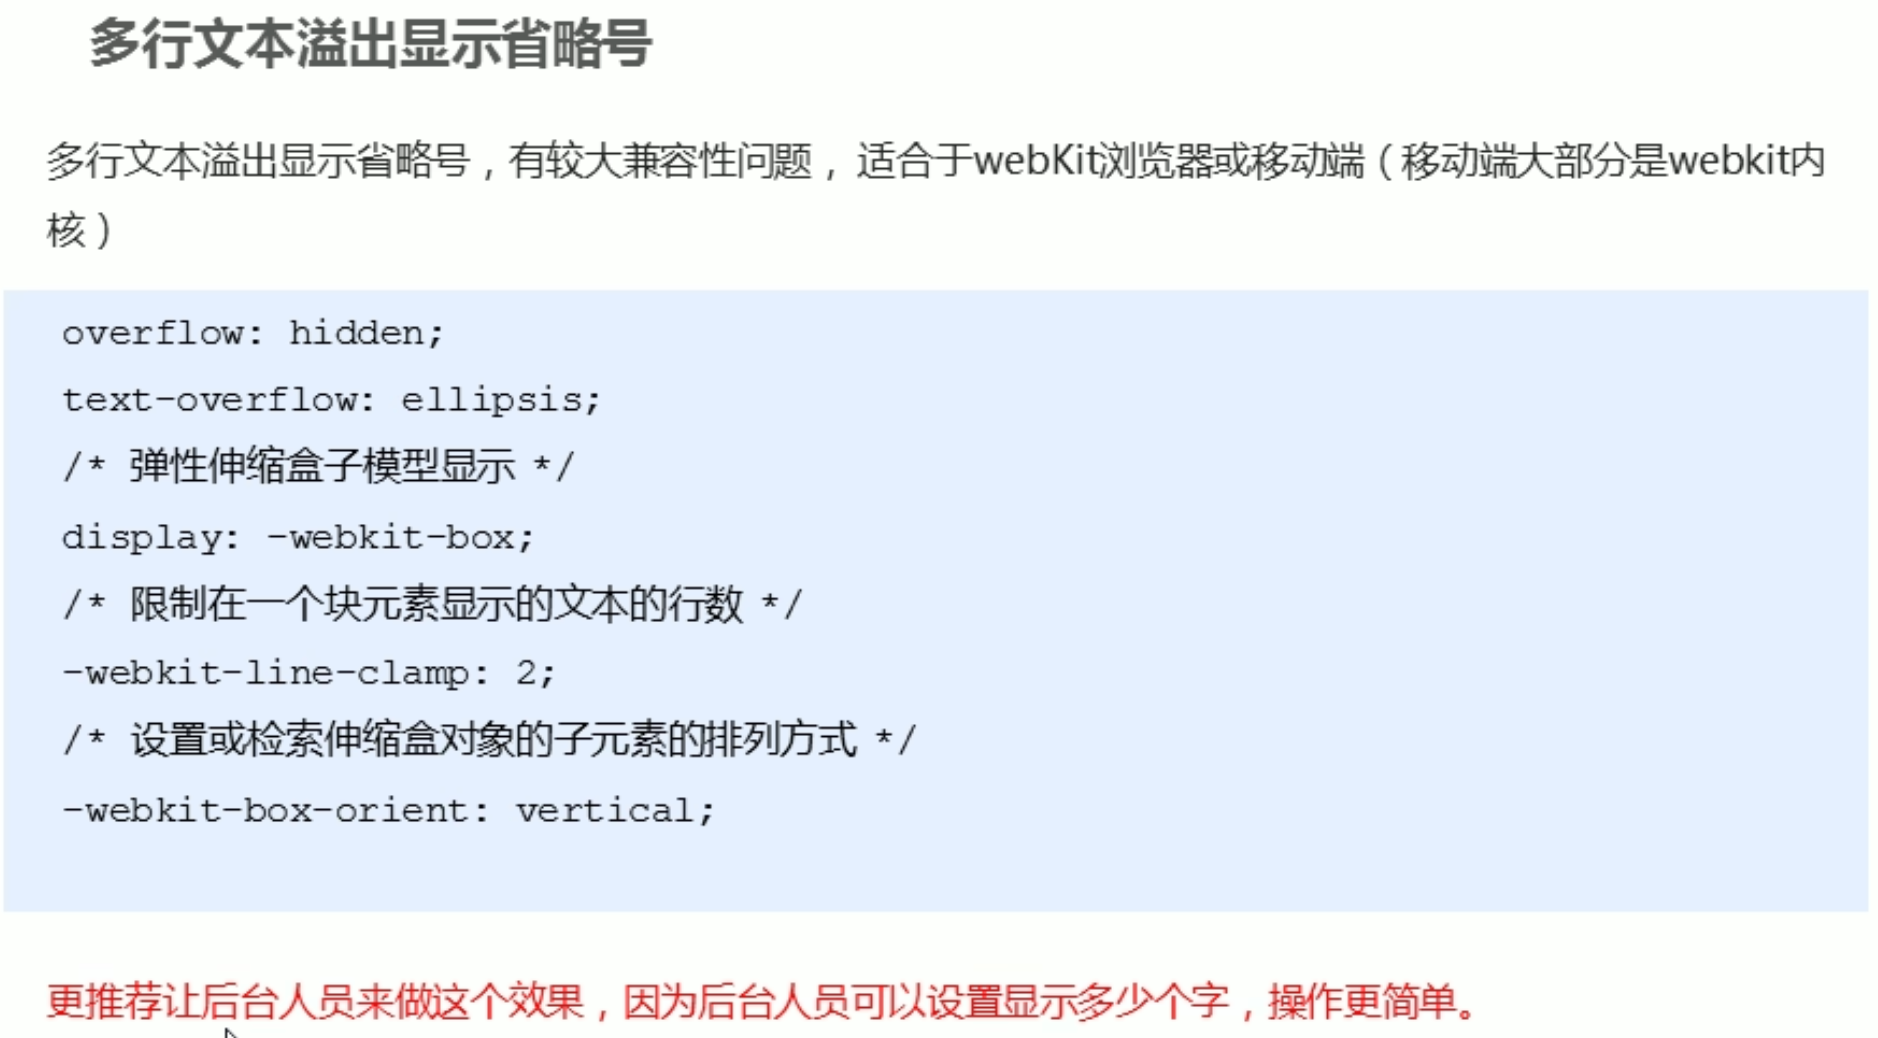 多行文本溢出显示省略号
多行文本溢出显示省略号，有较大兼容性问题， 适合于webKit浏览器或移动端（移动端大部分是webkit内
核）
overflow: hidden;
text-overflow: ellipsis;
/* 弹性伸缩盒子模型显示 */
display: -webkit-box;
/* 限制在一个块元素显示的文本的行数 */
-webkit-line-clamp: 2;
/* 设置或检索伸缩盒对象的子元素的排列方式 */
-webkit-box-orient: vertical;
更推荐让后台人员来做这个效果，因为后台人员可以设置显示多少个字，操作更简单。